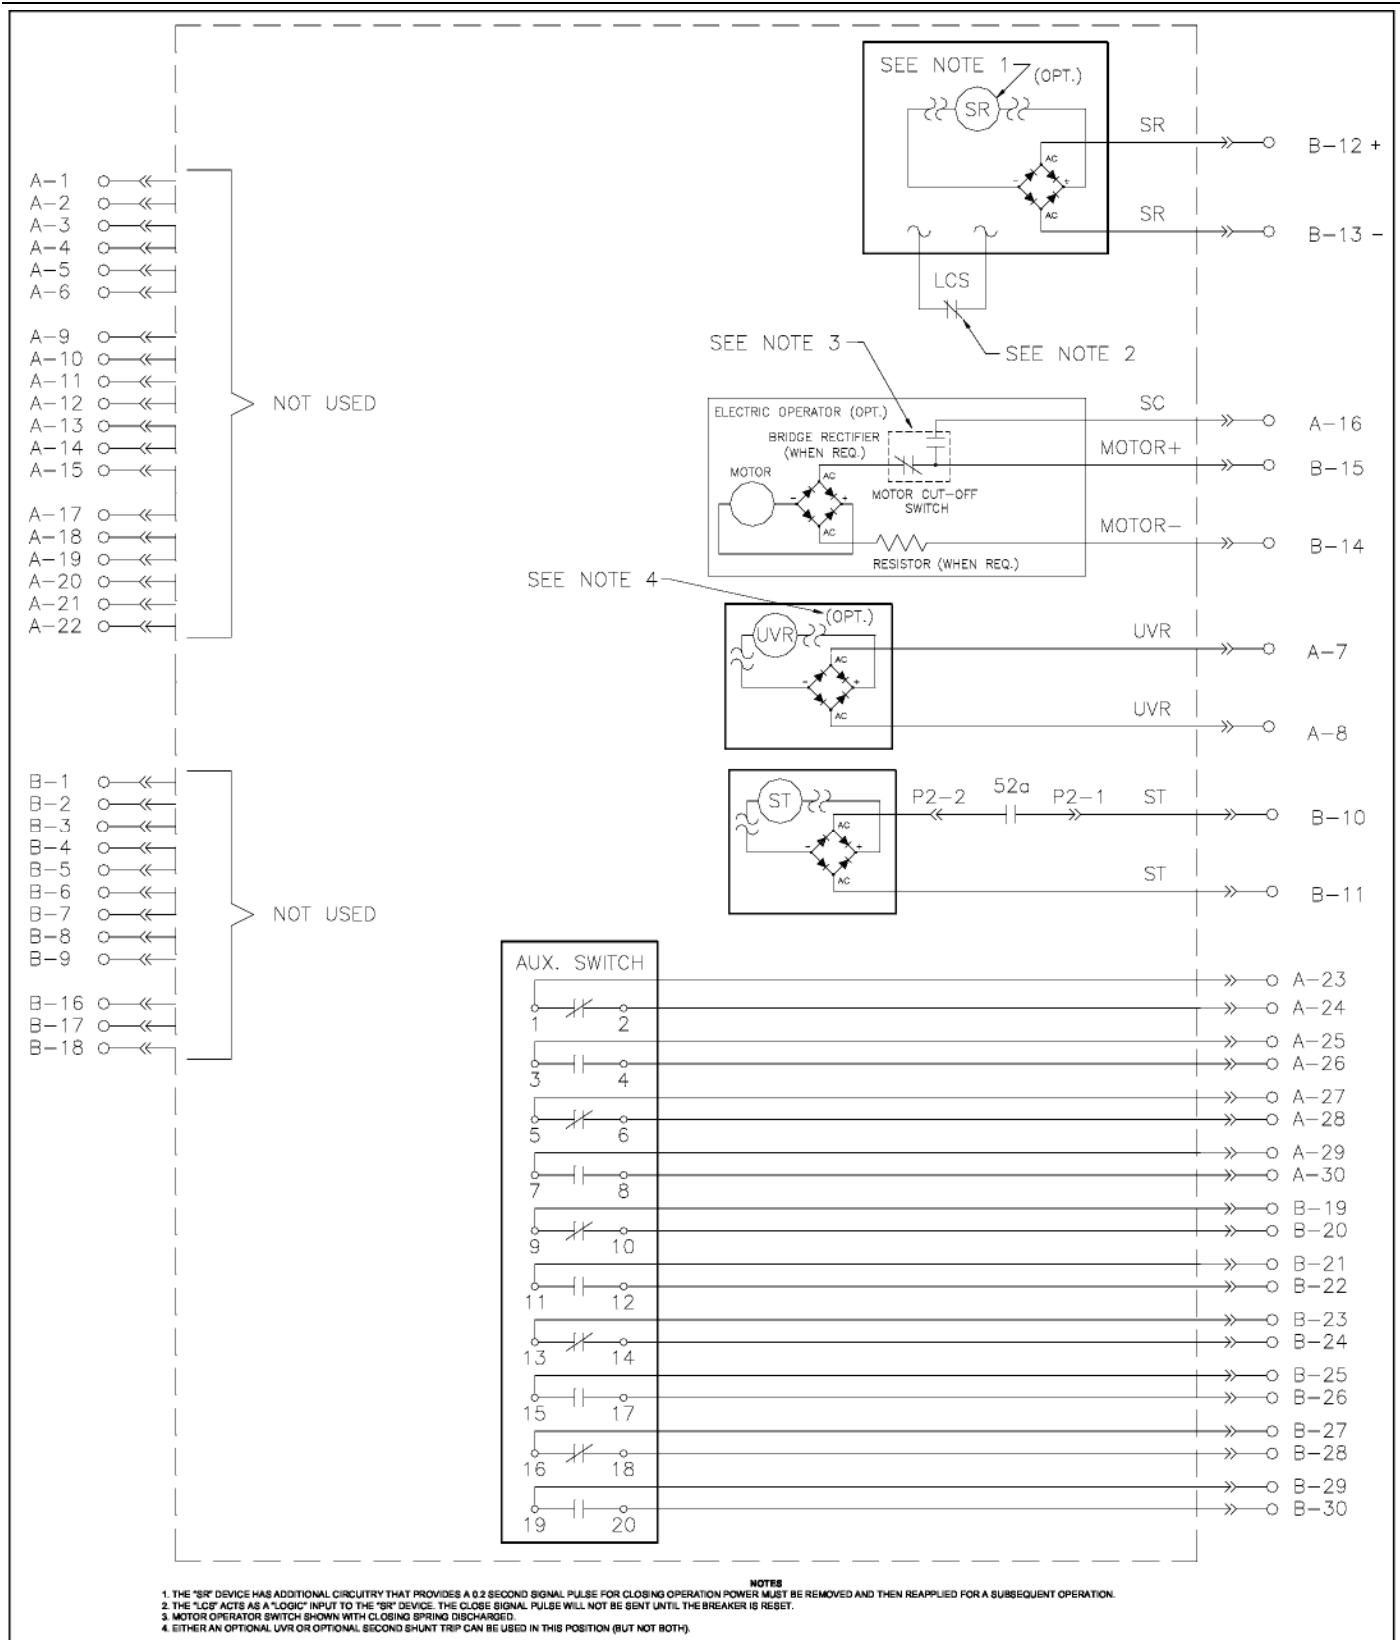 SEE NOTE 1
(OPT.)
SR
AC
- +
AC
SR
B-12 +
SR
B-13 -
LCS
SEE NOTE 2
A-1
A-2
A-3
A-4
A-5
A-6
A-9
A-10
A-11
A-12
A-13
A-14
A-15
A-17
A-18
A-19
A-20
A-21
A-22
NOT USED
SEE NOTE 3
ELECTRIC OPERATOR (OPT.)
BRIDGE RECTIFIER
(WHEN REQ.)
MOTOR
AC
- +
AC
MOTOR CUT-OFF
SWITCH
RESISTOR (WHEN REQ.)
SC
A-16
MOTOR+
B-15
MOTOR-
B-14
SEE NOTE 4
(OPT.)
UVR
AC
- +
AC
UVR
A-7
UVR
A-8
B-1
B-2
B-3
B-4
B-5
B-6
B-7
B-8
B-9
B-16
B-17
B-18
NOT USED
ST
AC
- +
AC
P2-2
52a
P2-1
ST
B-10
ST
B-11
AUX. SWITCH
A-23
1 2 A-24
A-25
3 4 A-26
A-27
5 6 A-28
A-29
7 8 A-30
B-19
9 10 B-20
B-21
11 12 B-22
B-23
13 14 B-24
B-25
15 17 B-26
B-27
16 18 B-28
B-29
19 20 B-30
NOTES
1. THE "SR" DEVICE HAS ADDITIONAL CIRCUITRY THAT PROVIDES A 0.2 SECOND SIGNAL PULSE FOR CLOSING OPERATION POWER MUST BE REMOVED AND THEN REAPPLIED FOR A SUBSEQUENT OPERATION.
2. THE "LCS" ACTS AS A "LOGIC" INPUT TO THE "SR" DEVICE. THE CLOSE SIGNAL PULSE WILL NOT BE SENT UNTIL THE BREAKER IS RESET.
3. MOTOR OPERATOR SWITCH SHOWN WITH CLOSING SPRING DISCHARGED.
4. EITHER AN OPTIONAL UVR OR OPTIONAL SECOND SHUNT TRIP CAN BE USED IN THIS POSITION (BUT NOT BOTH).